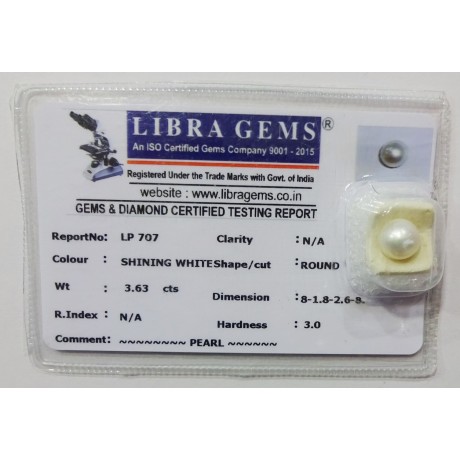 LIBRA GEMS ®
An ISO Certified Gems Company 9001 - 2015
Registered Under the Trade Marks with Govt. of India
website : www.libragems.co.in
GEMS & DIAMOND CERTIFIED TESTING REPORT
ReportNo: LP 707 Clarity : N/A
Colour : SHINING WHITE Shape/cut : ROUND
Wt : 3.63 cts Dimension : 8-1.8-2.6-8
R.Index : N/A Hardness : 3.0
Comment: ~~~~~~~~ PEARL ~~~~~~